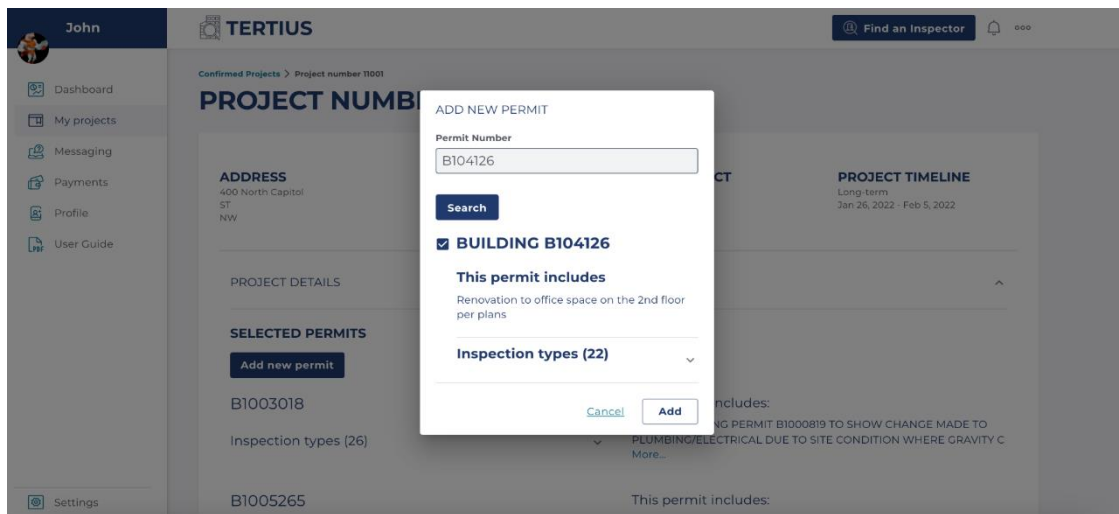 John
TERTIUS
Find an Inspector
Dashboard
My projects
Messaging
Payments
Profile
User Guide
Settings
Confirmed Projects > Project number 11001
PROJECT
ADDRESS
400 North Capitol
ST
NW
PROJECT TIMELINE
Long-term
Jan 26, 2022 - Feb 5, 2022
PROJECT DETAILS
SELECTED PERMITS
Add new permit
B1003018
Inspection types (26)
PERMIT B1000819 TO SHOW CHANGE MADE TO
PLUMBING/ELECTRICAL DUE TO SITE CONDITION WHERE GRAVITY C
More...
B1005265
This permit includes:
ADD NEW PERMIT
Permit Number
B104126
Search
BUILDING B104126
This permit includes
Renovation to office space on the 2nd floor
per plans
Inspection types (22)
Cancel
Add